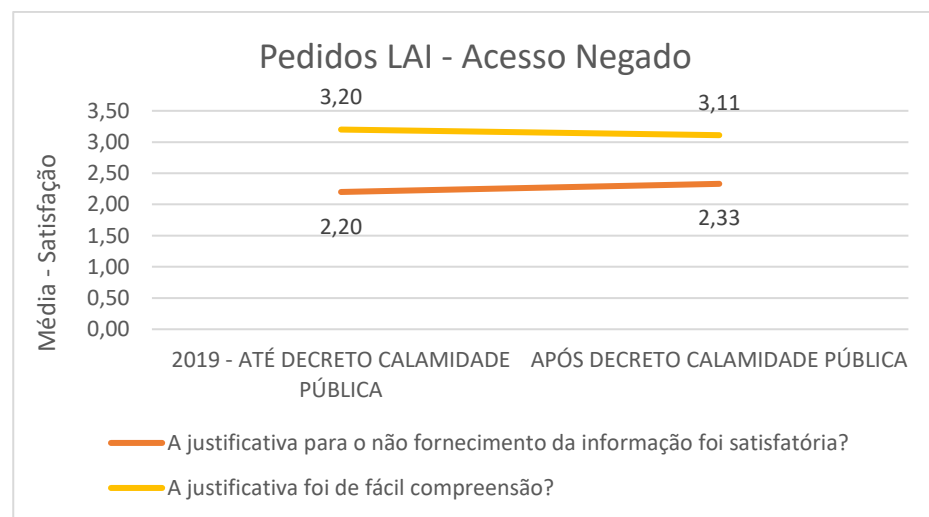 Pedidos LAI - Acesso Negado
3,20
3,11
3,50
3,00
2,50
2,00
1,50
1,00
0,50
0,00
2,20
2,33
Média - Satisfação
2019 - ATÉ DECRETO CALAMIDADE
PÚBLICA
APÓS DECRETO CALAMIDADE PÚBLICA
A justificativa para o não fornecimento da informação foi satisfatória?
A justificativa foi de fácil compreensão?